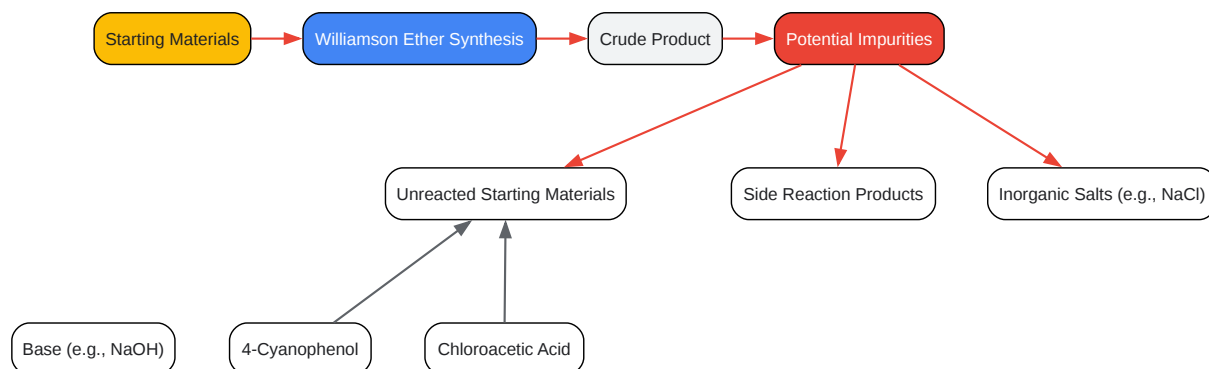 Starting Materials
Williamson Ether Synthesis
Crude Product
Potential Impurities
Unreacted Starting Materials
Side Reaction Products
Inorganic Salts (e.g., NaCl)
Base (e.g., NaOH)
4-Cyanophenol
Chloroacetic Acid